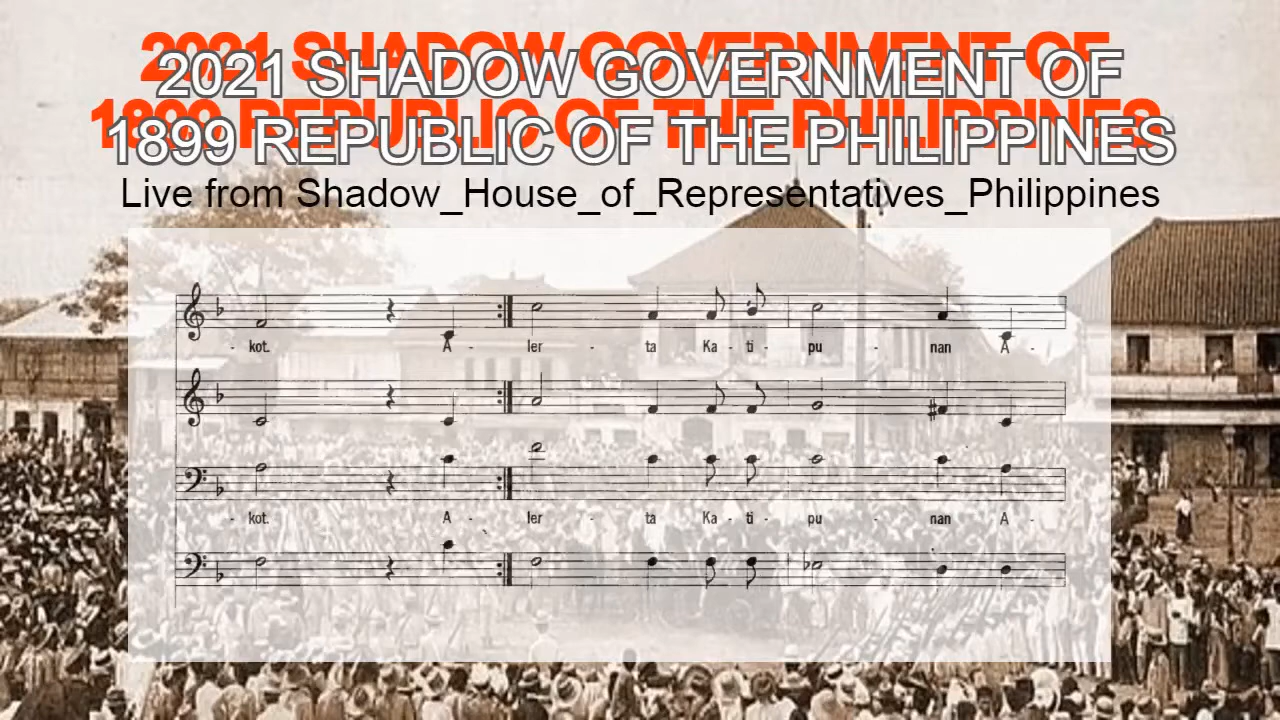 2021 SHADOW GOVERNMENT OF
1899 REPUBLIC OF THE PHILIPPINES
Live from Shadow_House_of_Representatives_Philippines
- kot. A - ler - ta Ka - ti - pu - nan A -
- kot. A - ler - ta Ka - ti - pu - nan A -